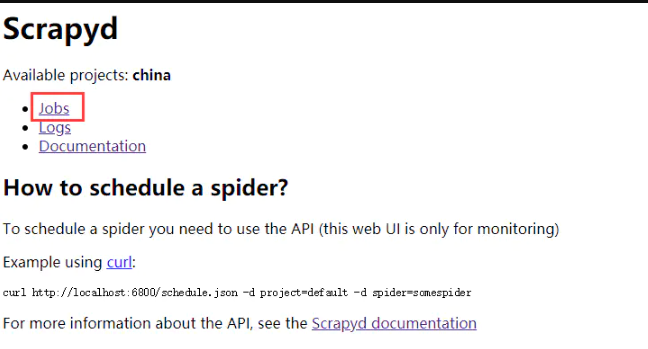 Scrapyd
Available projects: china
Jobs
Logs
Documentation
How to schedule a spider?
To schedule a spider you need to use the API (this web UI is only for monitoring)
Example using curl:
curl http://localhost:6800/schedule.json -d project=default -d spider=somespider
For more information about the API, see the Scrapyd documentation